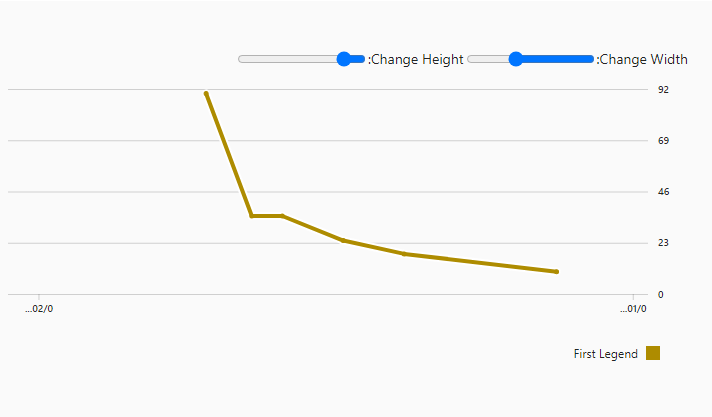 Change Width:
Change Height:
92
69
46
23
0
01/0...
02/0...
First Legend